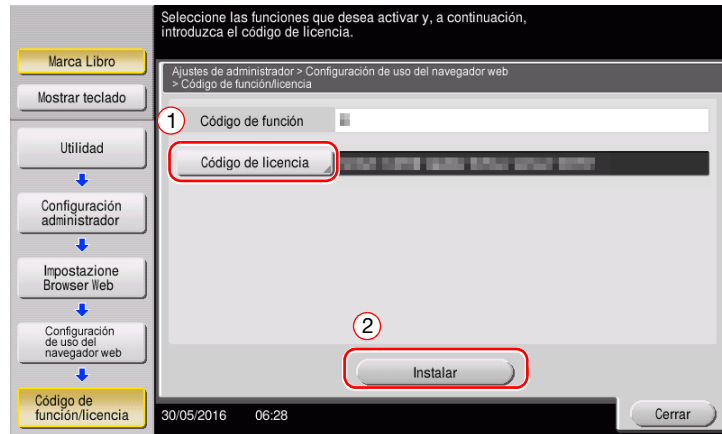 Seleccione las funciones que desea activar y, a continuación,
introduzca el código de licencia.
Marca Libro
Mostrar teclado
Utilidad
Configuración
administrador
Impostazione
Browser Web
Configuración
de uso del
navegador web
Código de
función/licencia
Ajustes de administrador > Configuración de uso del navegador web
> Código de función/licencia
1
Código de función
Código de licencia
2
Instalar
30/05/2016 06:28
Cerrar